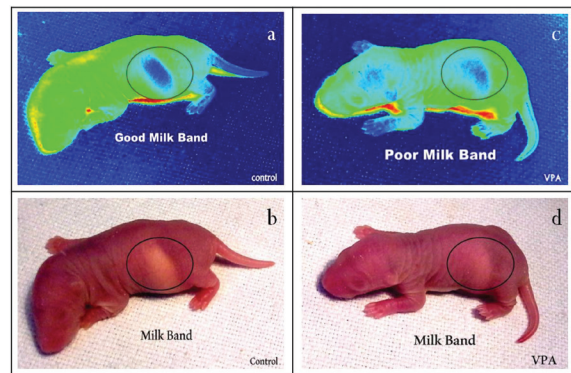 a
Good Milk Band
control
c
Poor Milk Band
VPA
b
Milk Band
Control
d
Milk Band
VPA